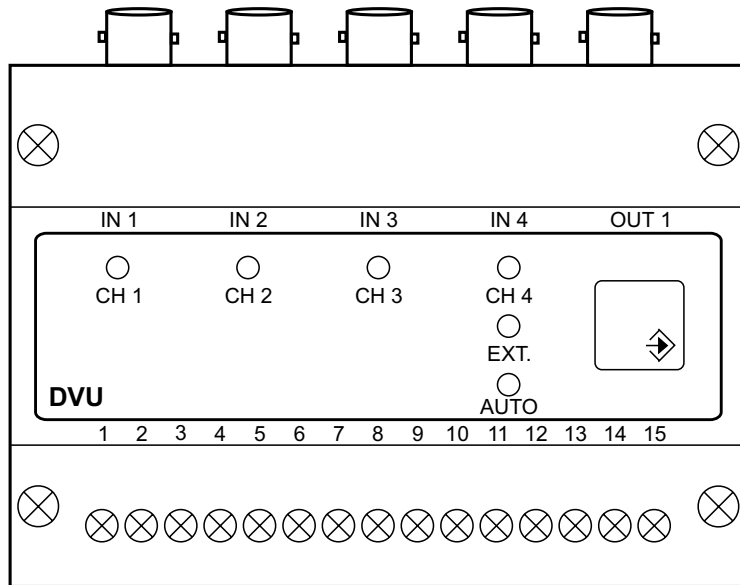 IN 1 IN 2 IN 3 IN 4 OUT 1
CH 1 CH 2 CH 3 CH 4
EXT.
DVU
AUTO
1 2 3 4 5 6 7 8 9 10 11 12 13 14 15